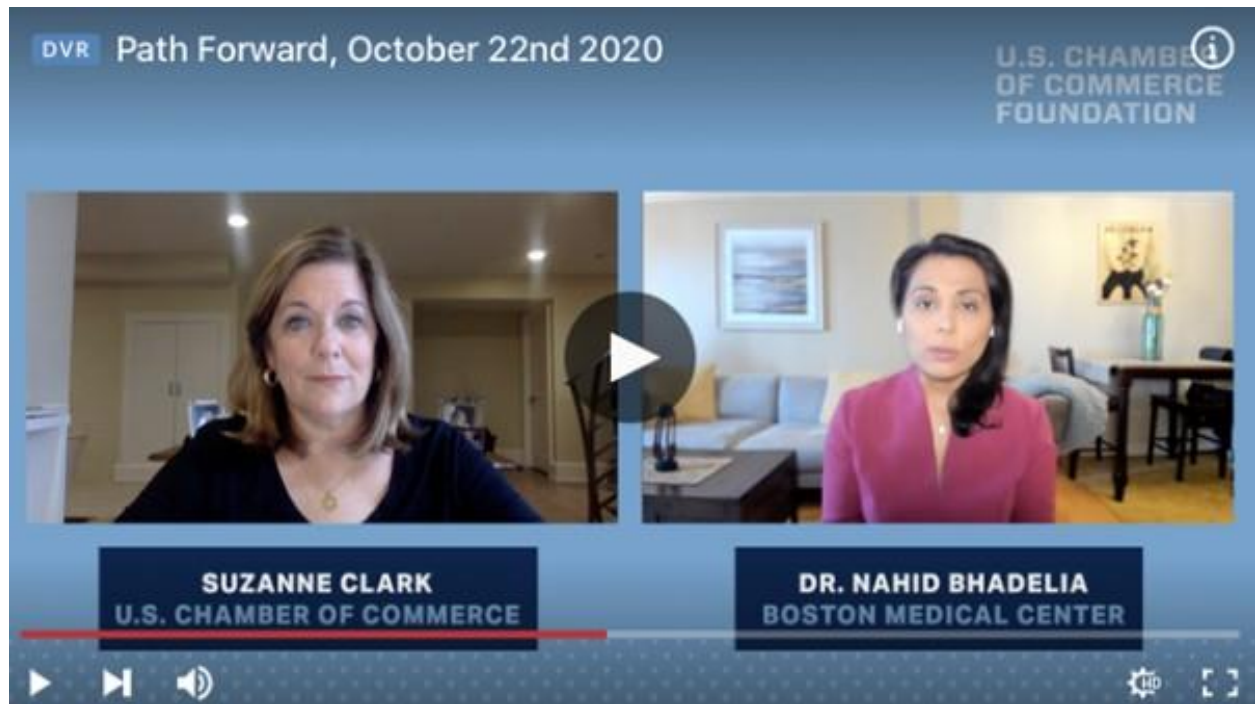 DVR Path Forward, October 22nd 2020
U.S. CHAMBER
OF COMMERCE
FOUNDATION
SUZANNE CLARK
U.S. CHAMBER OF COMMERCE
DR. NAHID BHADELIA
BOSTON MEDICAL CENTER
HD